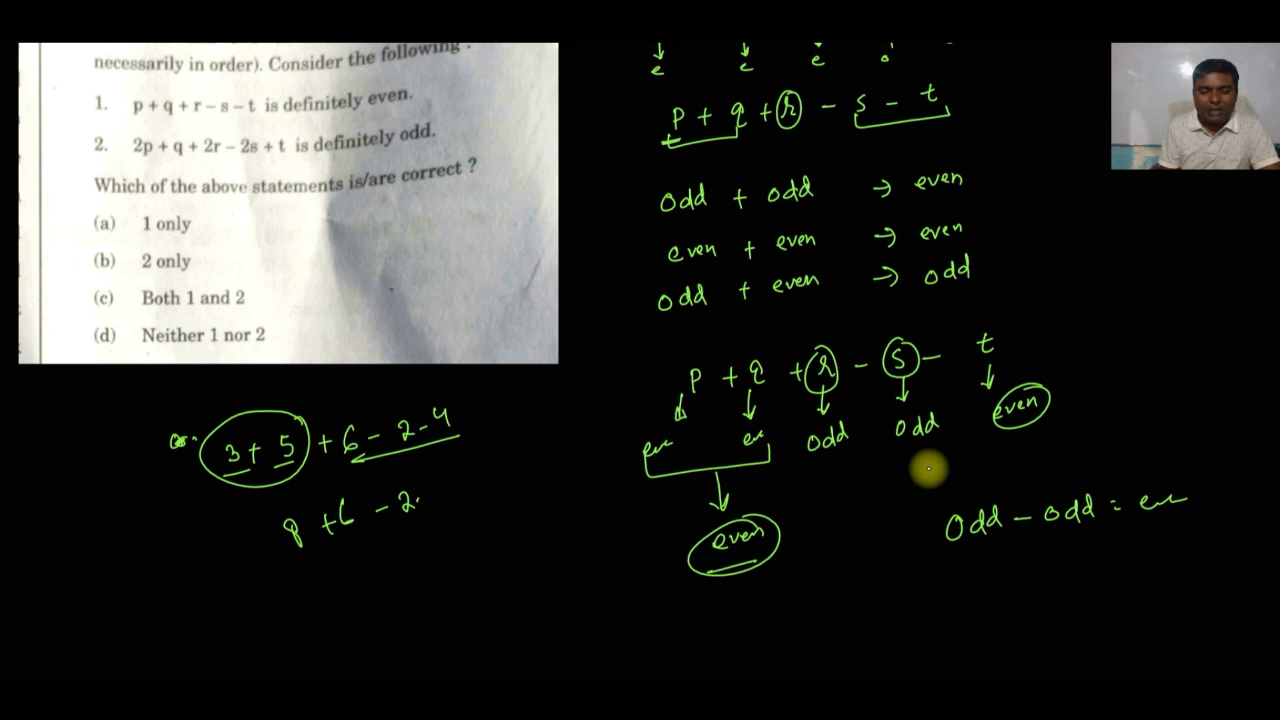 necessarily in order). Consider the following
1. p + q + r – s – t is definitely even.
2. 2p + q + 2r – 2s + t is definitely odd.
Which of the above statements is/are correct ?
(a) 1 only
(b) 2 only
(c) Both 1 and 2
(d) Neither 1 nor 2
3 + 5 + 6 - 2 - 4
8 + 6 - 2
e e e o
p + q + r - s - t
odd + odd → even
even + even → even
odd + even → odd
p + q + r - s - t
eve eve odd odd even
even
odd - odd = eve